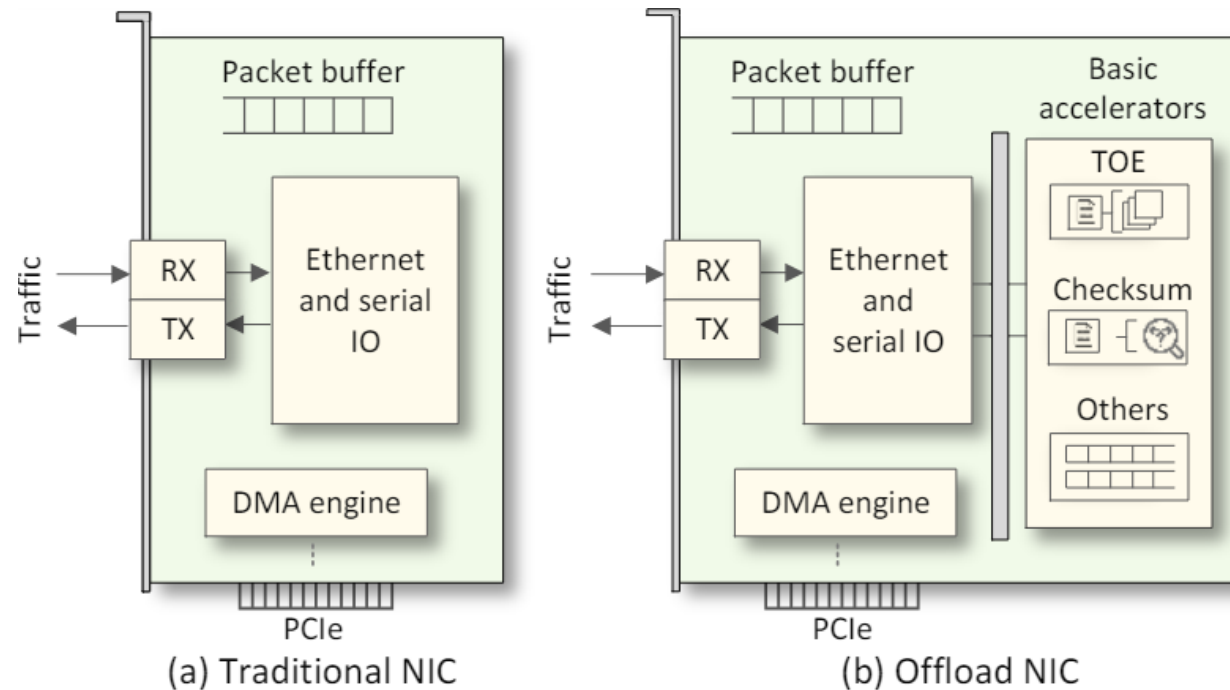 Packet buffer
Traffic
RX
TX
Ethernet
and serial
IO
DMA engine
PCIe
(a) Traditional NIC
Packet buffer
Basic
accelerators
Traffic
RX
TX
Ethernet
and
serial IO
TOE
Checksum
Others
DMA engine
PCIe
(b) Offload NIC